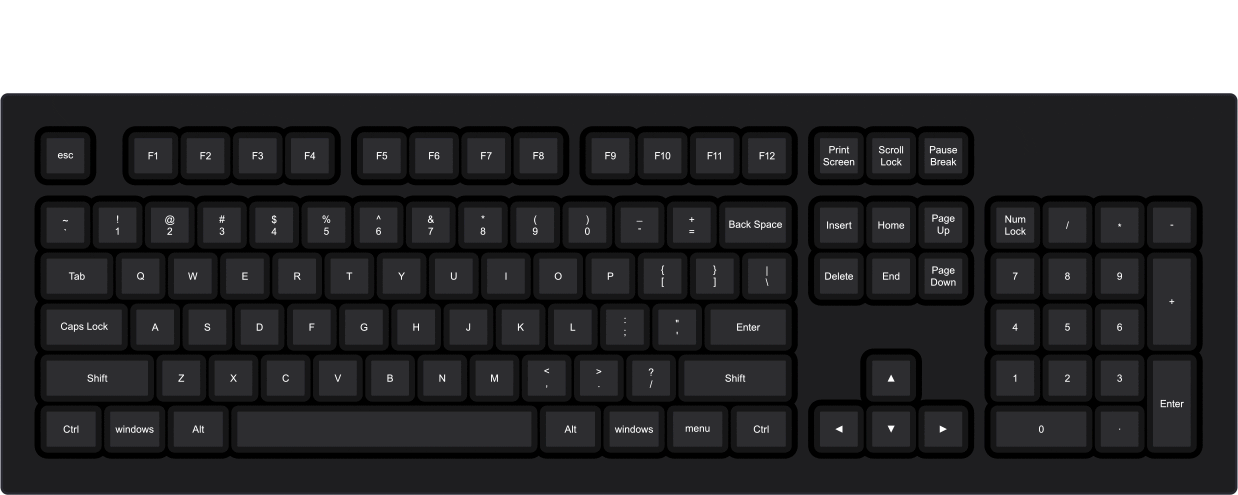 esc F1 F2 F3 F4 F5 F6 F7 F8 F9 F10 F11 F12 Print Scroll Pause
Screen Lock Break
~ ! @ # $ % ^ & * ( ) _ +
` 1 2 3 4 5 6 7 8 9 0 - = Back Space Insert Home Page Up Num Lock / * -
Tab Q W E R T Y U I O P { } |
[ ] \ Delete End Page Down 7 8 9 +
Caps Lock A S D F G H J K L : "
; ' Enter 4 5 6
Shift Z X C V B N M < > ?
, . / Shift ▲ 1 2 3 Enter
Ctrl windows Alt Alt windows menu Ctrl ◄ ▼ ► 0 .